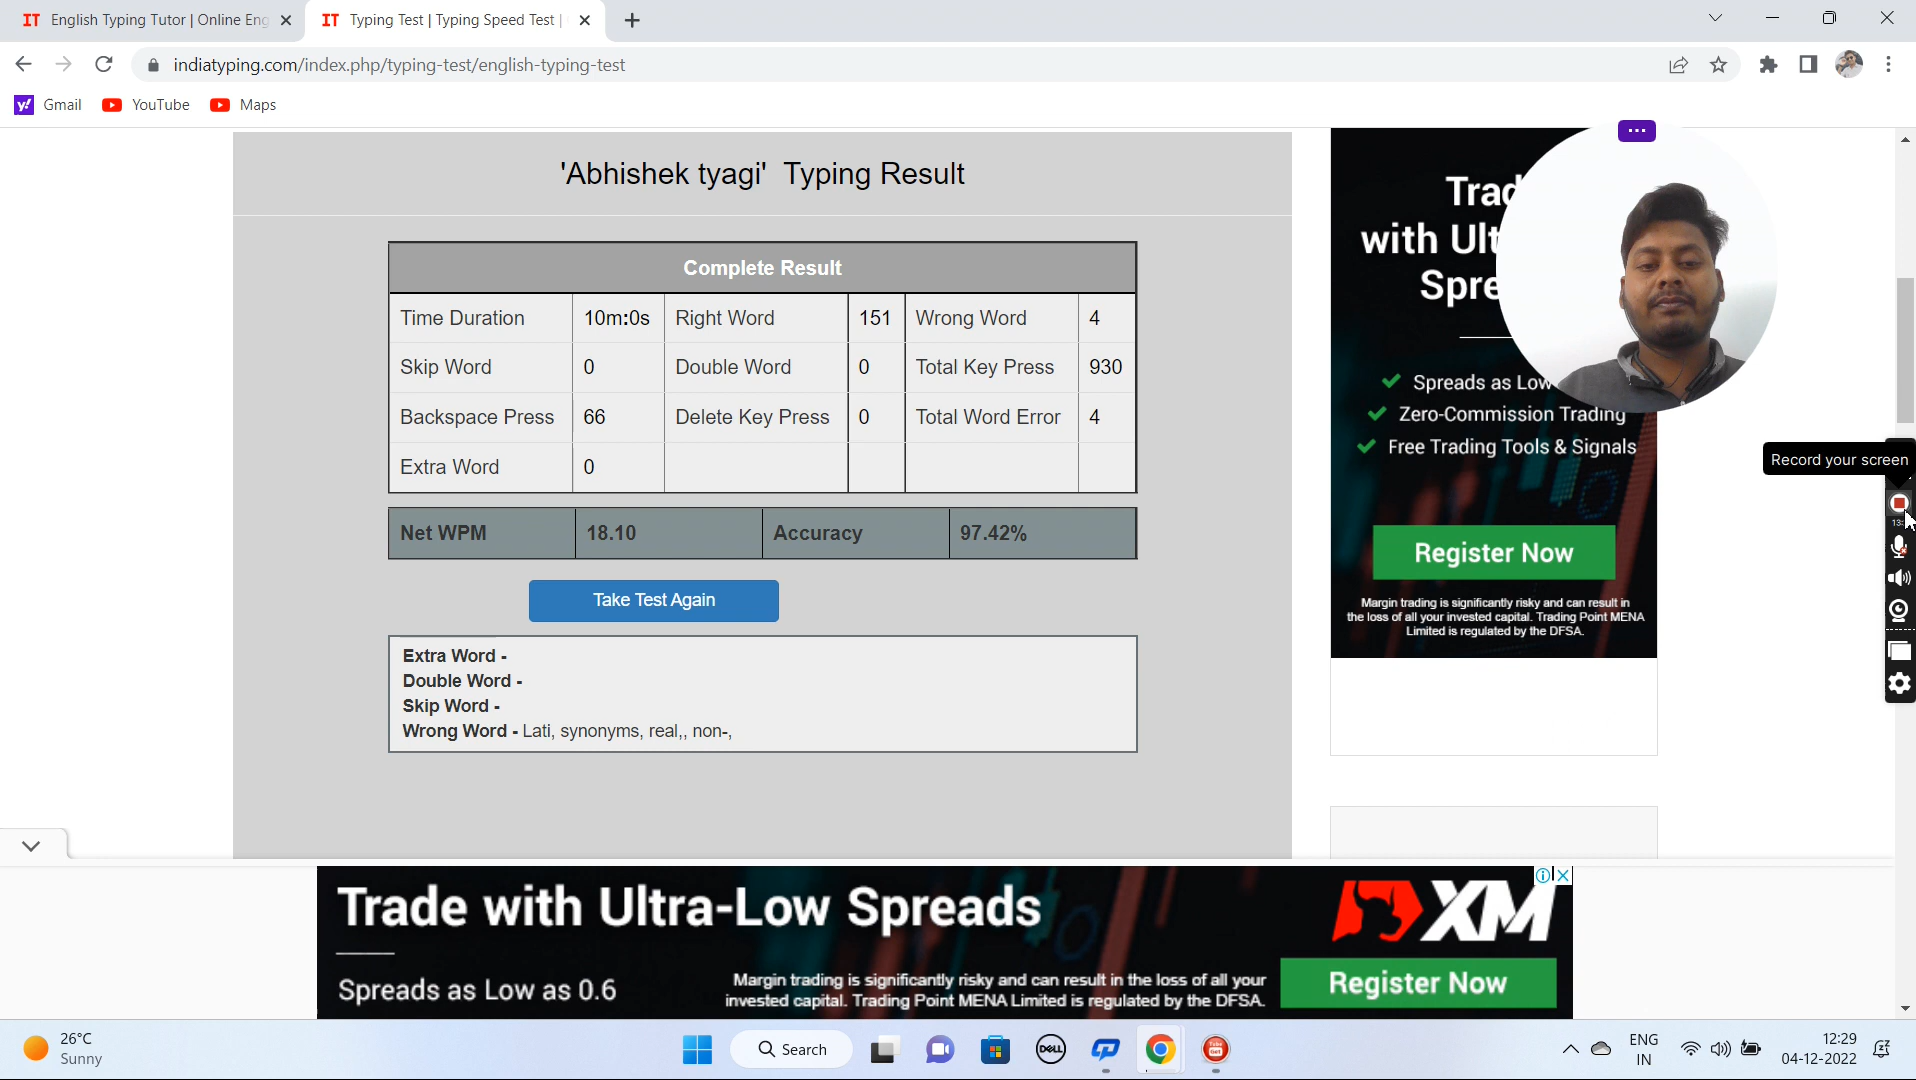 IT English Typing Tutor | Online Eng
IT Typing Test | Typing Speed Test |
indiatyping.com/index.php/typing-test/english-typing-test
Gmail YouTube Maps
'Abhishek tyagi' Typing Result
Complete Result
Time Duration 10m:0s Right Word 151 Wrong Word 4
Skip Word 0 Double Word 0 Total Key Press 930
Backspace Press 66 Delete Key Press 0 Total Word Error 4
Extra Word 0
Net WPM 18.10 Accuracy 97.42%
Take Test Again
Extra Word -
Double Word -
Skip Word -
Wrong Word - Lati, synonyms, real,, non-,
with
Spreads as Low
Zero-Commission Trading
Free Trading Tools & Signals
Register Now
Margin trading is significantly risky and can result in
the loss of all your invested capital. Trading Point MENA
Limited is regulated by the DFSA.
Record your screen
Trade with Ultra-Low Spreads
Spreads as Low as 0.6
Margin trading is significantly risky and can result in the loss of all your
invested capital. Trading Point MENA Limited is regulated by the DFSA.
XM
Register Now
26°C
Sunny
Search
DELL
ENG
IN
12:29
04-12-2022